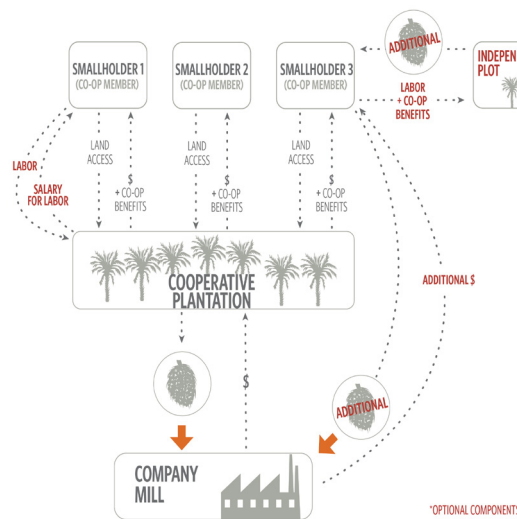 ADDITIONAL
SMALLHOLDER 1
(CO-OP MEMBER)
SMALLHOLDER 2
(CO-OP MEMBER)
SMALLHOLDER 3
(CO-OP MEMBER)
INDEPEN
PLOT
LABOR
+ CO-OP
BENEFITS
LABOR
SALARY
FOR LABOR
LAND
ACCESS
$
+ CO-OP
BENEFITS
LAND
ACCESS
$
+ CO-OP
BENEFITS
LAND
ACCESS
$
+ CO-OP
BENEFITS
COOPERATIVE
PLANTATION
ADDITIONAL $
$
ADDITIONAL
COMPANY
MILL
*OPTIONAL COMPONENTS